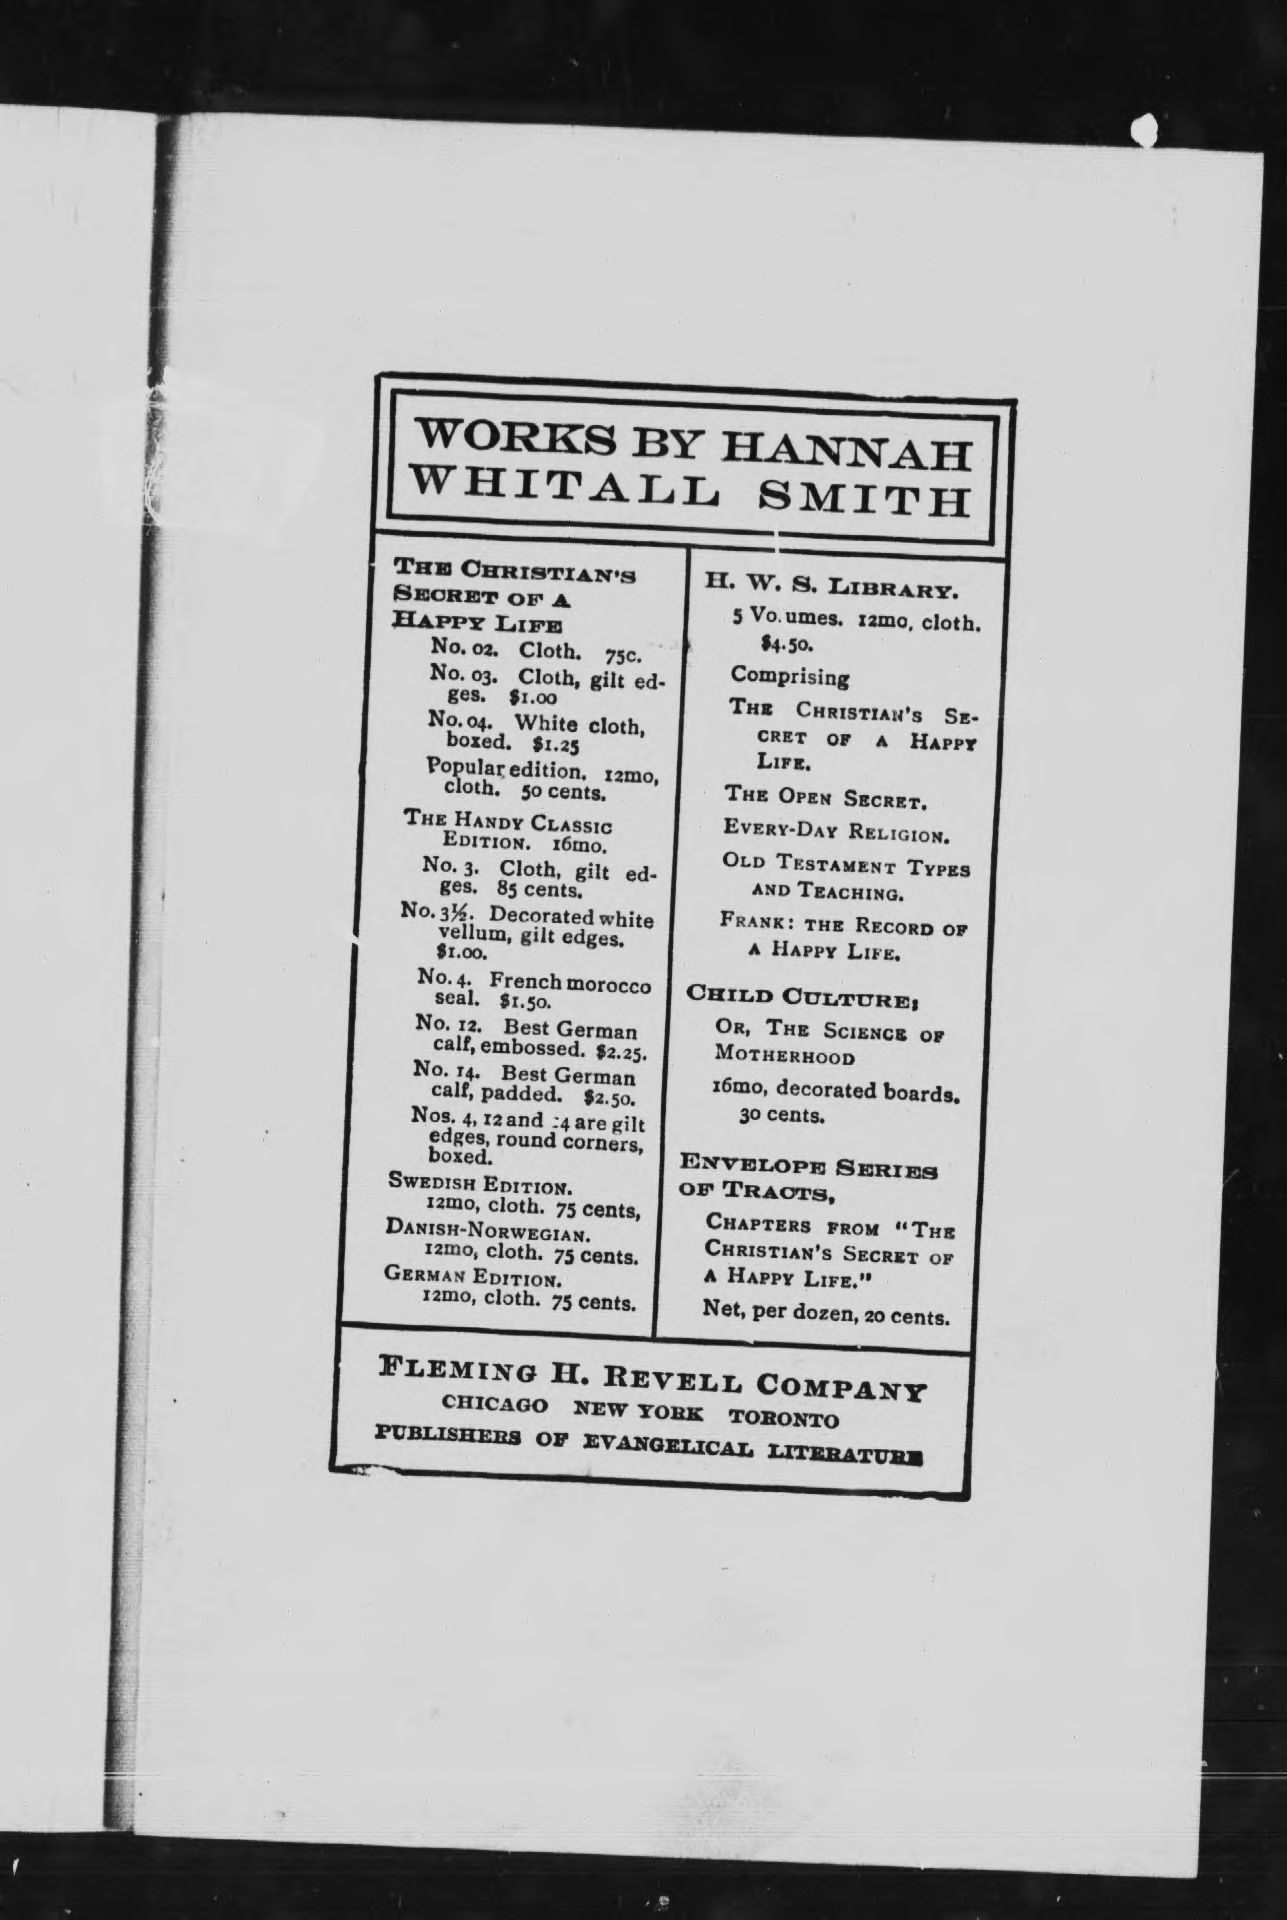 WORKS BY HANNAH
WHITALL SMITH
THE CHRISTIAN'S
SECRET OF A
HAPPY LIFE
No. 02. Cloth. 75c.
No. 03. Cloth, gilt ed-
ges. $1.00
No. 04. White cloth,
boxed. $1.25
Popular edition. 12mo,
cloth. 50 cents.
THE HANDY CLASSIC
EDITION. 16mo.
No. 3. Cloth, gilt ed-
ges. 85 cents.
No. 3½. Decorated white
vellum, gilt edges.
$1.00.
No. 4. French morocco
seal. $1.50.
No. 12. Best German
calf, embossed. $2.25.
No. 14. Best German
calf, padded. $2.50.
Nos. 4, 12 and 14 are gilt
edges, round corners,
boxed.
SWEDISH EDITION.
12mo, cloth. 75 cents,
DANISH-NORWEGIAN.
12mo, cloth. 75 cents.
GERMAN EDITION.
12mo, cloth. 75 cents.
H. W. S. LIBRARY.
5 Volumes. 12mo, cloth.
$4.50.
Comprising
THE CHRISTIAN'S SE-
CRET OF A HAPPY
LIFE.
THE OPEN SECRET.
EVERY-DAY RELIGION.
OLD TESTAMENT TYPES
AND TEACHING.
FRANK: THE RECORD OF
A HAPPY LIFE.
CHILD CULTURE;
OR, THE SCIENCE OF
MOTHERHOOD
16mo, decorated boards.
30 cents.
ENVELOPE SERIES
OF TRACTS,
CHAPTERS FROM "THE
CHRISTIAN'S SECRET OF
A HAPPY LIFE."
Net, per dozen, 20 cents.
FLEMING H. REVELL COMPANY
CHICAGO NEW YORK TORONTO
PUBLISHERS OF EVANGELICAL LITERATURE